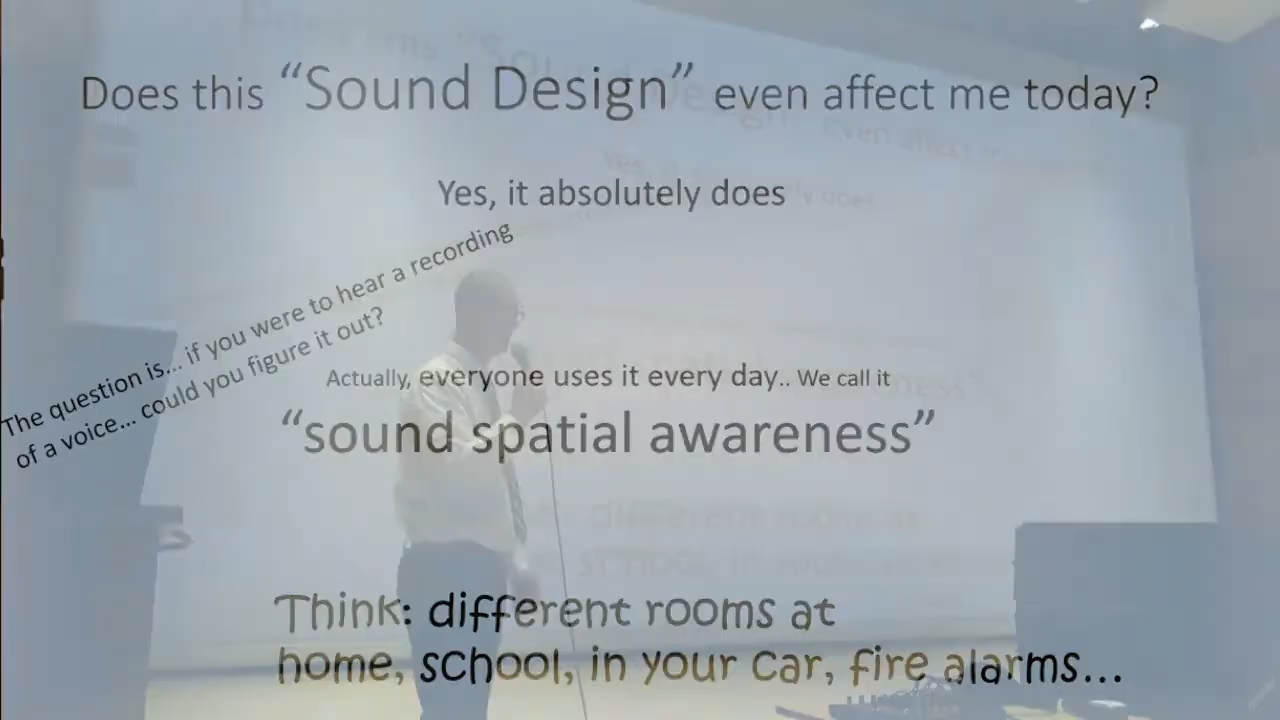 Does this “Sound Design” even affect me today?
Yes, it absolutely does
The question is... if you were to hear a recording
of a voice... could you figure it out?
Actually, everyone uses it every day.. We call it
“sound spatial awareness”
Think: different rooms at
home, school, in your car, fire alarms...